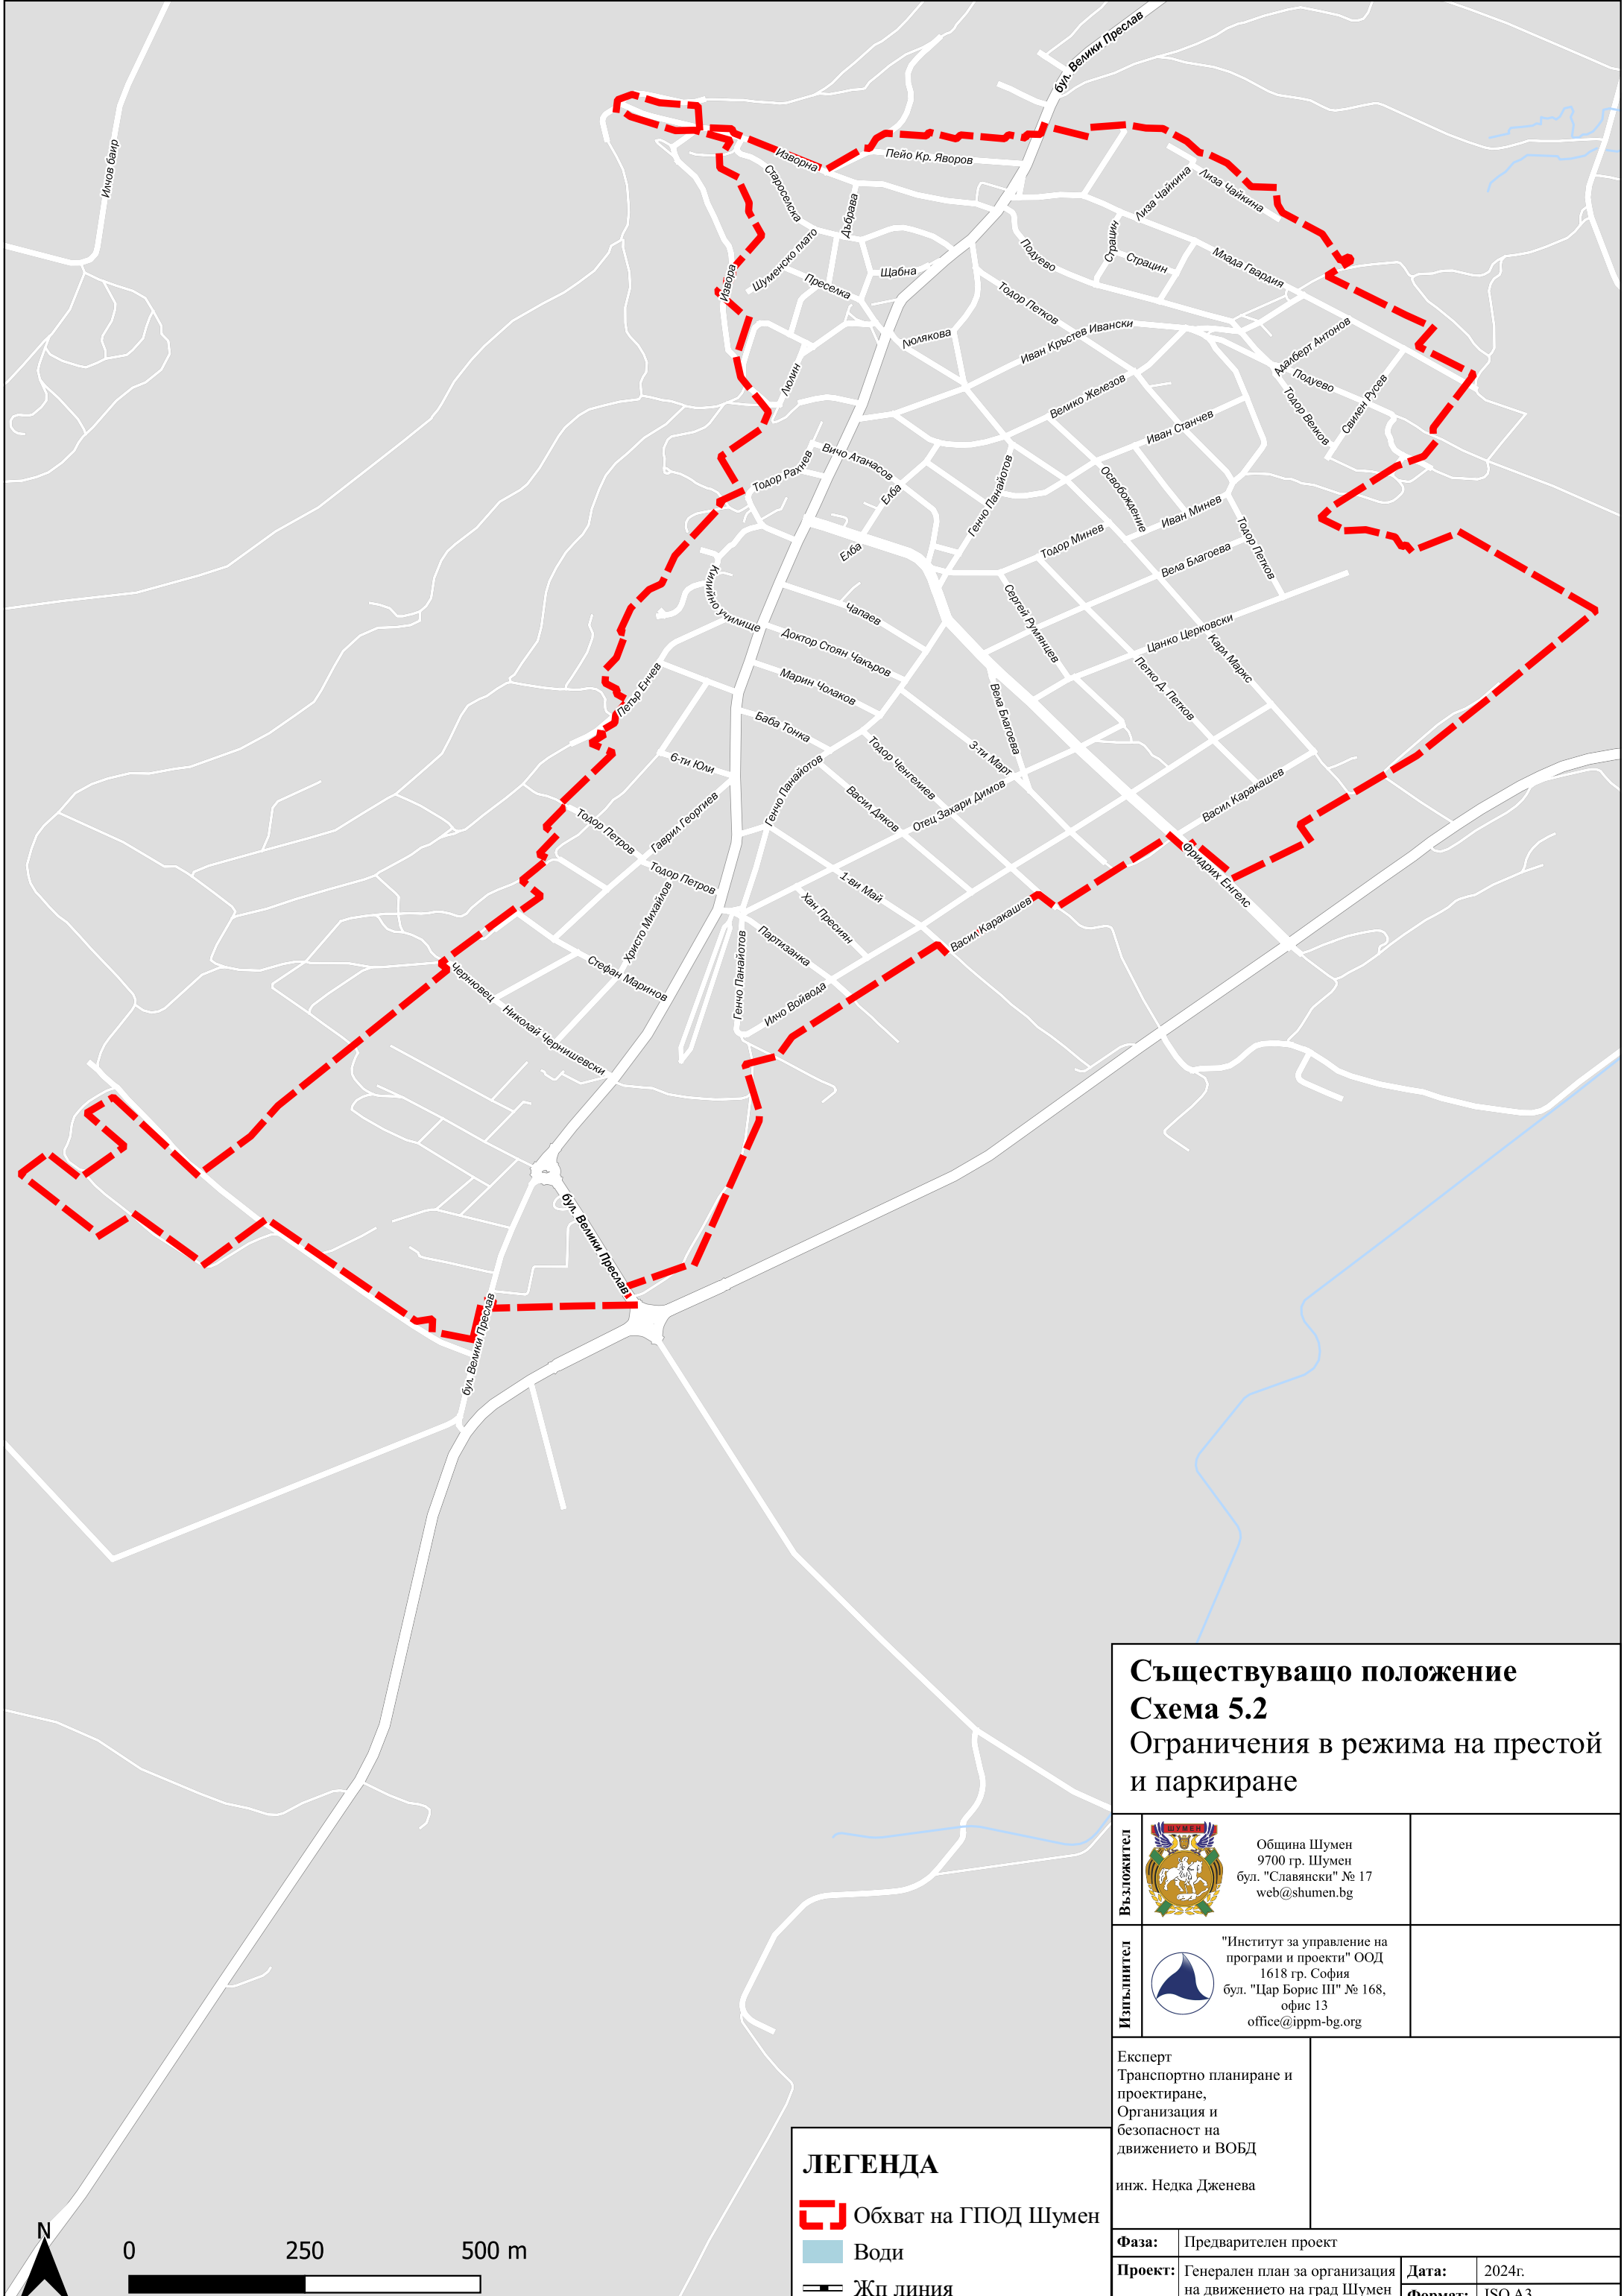 бул. Велики Преслав
Илчов баир
Изворна
Пейо Кр. Яворов
Староселска
Дъбрава
Лиза Чайкина
Лиза Чайкина
Шуменско плато
Извора
Преселка
Щабна
Подуево
Страцин
Страцин
Млада Гвардия
Тодор Петков
Люлякова
Иван Кръстев Ивански
Адалберт Антонов
Подуево
Люлин
Велико Железов
Тодор Велков
Свилен Русев
Иван Станчев
Вичо Атанасов
Тодор Рахнев
Елба
Генчо Панайотов
Освобождение
Иван Минев
Тодор Минев
Тодор Петков
Елба
Вела Благоева
Килийно училище
Чапаев
Сергей Румянцев
Доктор Стоян Чакъров
Цанко Церковски
Карл Маркс
Петър Енчев
Марин Чолаков
Петко Д. Петков
Вела Благоева
Баба Тонка
6-ти Юли
Тодор Ченгелиев
3-ти Март
Генчо Панайотов
Васил Дяков
Отец Захари Димов
Васил Каракашев
Тодор Петров
Гаврил Георгиев
Тодор Петров
Фридрих Енгелс
1-ви Май
Христо Михайлов
Хан Пресиян
Васил Каракашев
Партизанка
Генчо Панайотов
Черновец
Стефан Маринов
Илчо Войвода
Николай Чернишевски
бул. Велики Преслав
бул. Велики Преслав
Съществуващо положение
Схема 5.2
Ограничения в режима на престой
и паркиране
Възложител
ШУМЕН
Община Шумен
9700 гр. Шумен
бул. "Славянски" № 17
web@shumen.bg
Изпълнител
"Институт за управление на
програми и проекти" ООД
1618 гр. София
бул. "Цар Борис III" № 168,
офис 13
office@ippm-bg.org
Експерт
Транспортно планиране и
проектиране,
Организация и
безопасност на
движението и ВОБД
инж. Недка Дженева
Фаза: Предварителен проект
Проект: Генерален план за организация
на движението на град Шумен
Дата: 2024г.
Формат: ISO A3
ЛЕГЕНДА
Обхват на ГПОД Шумен
Води
Жп линия
N
0 250 500 m